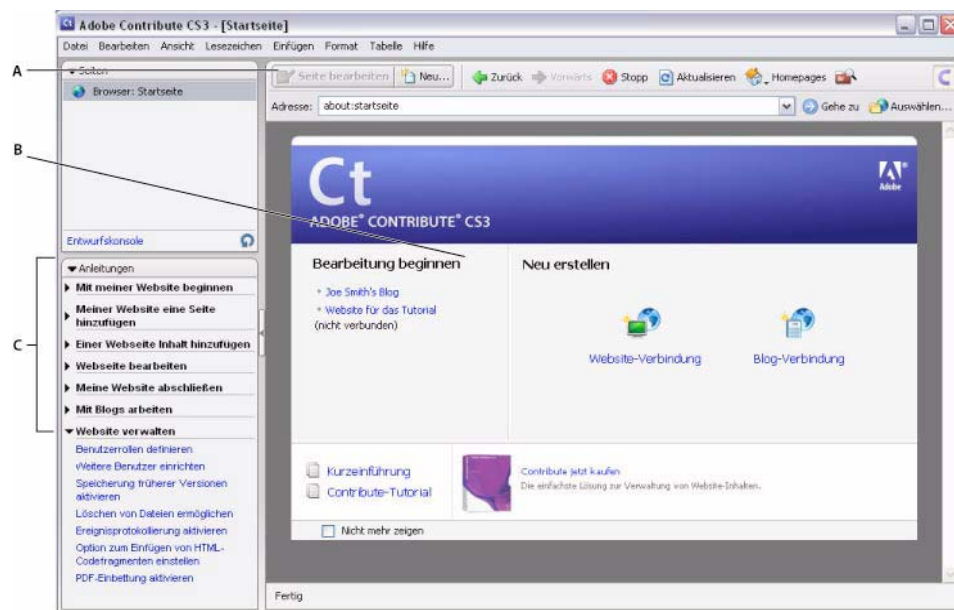 Adobe Contribute CS3 - [Startseite]
Datei Bearbeiten Ansicht Lesezeichen Einfügen Format Tabelle Hilfe
A
Seiten
Seite bearbeiten Neu... Zurück Vorwärts Stopp Aktualisieren Homepages
Browser: Startseite
Adresse: about:startseite Gehe zu Auswählen...
B
Ct
ADOBE® CONTRIBUTE® CS3
Adobe
Entwurfskonsole
C
Anleitungen
Mit meiner Website beginnen
Meiner Website eine Seite
hinzufügen
Einer Webseite Inhalt hinzufügen
Webseite bearbeiten
Meine Website abschließen
Mit Blogs arbeiten
Website verwalten
Benutzerrollen definieren
Weitere Benutzer einrichten
Speicherung früherer Versionen
aktivieren
Löschen von Dateien ermöglichen
Ereignisprotokollierung aktivieren
Option zum Einfügen von HTML-
Codefragmenten einstellen
PDF-Einbettung aktivieren
Bearbeitung beginnen
Joe Smith's Blog
Website für das Tutorial
(nicht verbunden)
Neu erstellen
Website-Verbindung
Blog-Verbindung
Kurzeinführung
Contribute-Tutorial
Contribute jetzt kaufen
Die einfachste Lösung zur Verwaltung von Website-Inhalten.
Nicht mehr zeigen
Fertig